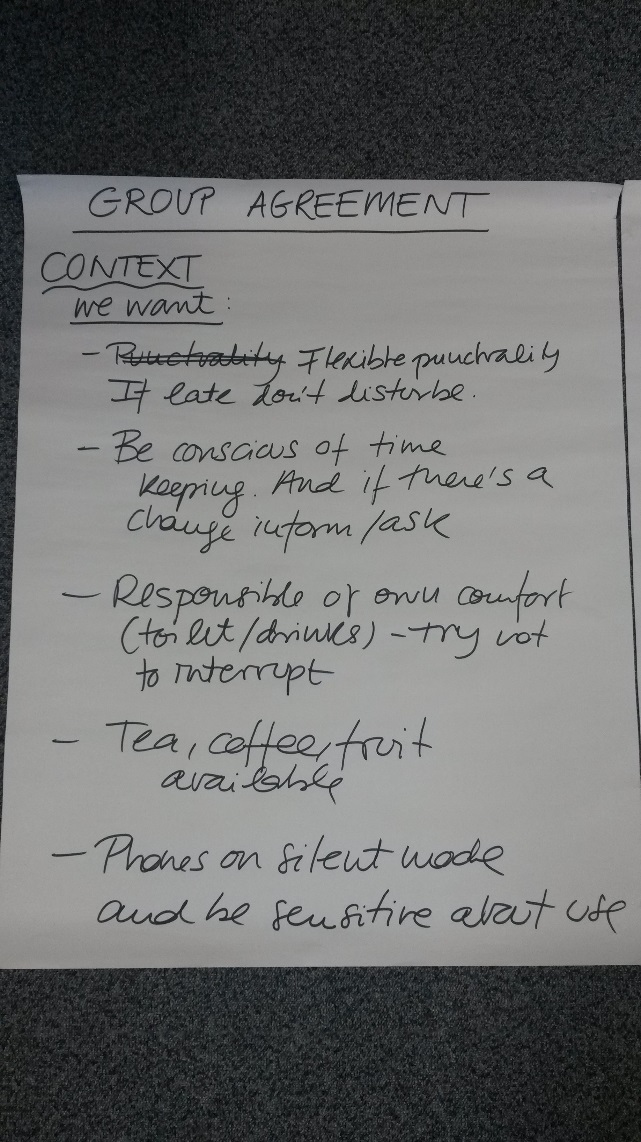 GROUP AGREEMENT
CONTEXT
we want:
- ~~Punctuality~~ Flexible punctuality
If late don't disturbe.
- Be conscious of time
keeping. And if there's a
change inform/ask
- Responsible of own comfort
(toilet/drinks) - try not
to interrupt
- Tea, coffee, fruit
available
- Phones on silent mode
and be sensitive about use